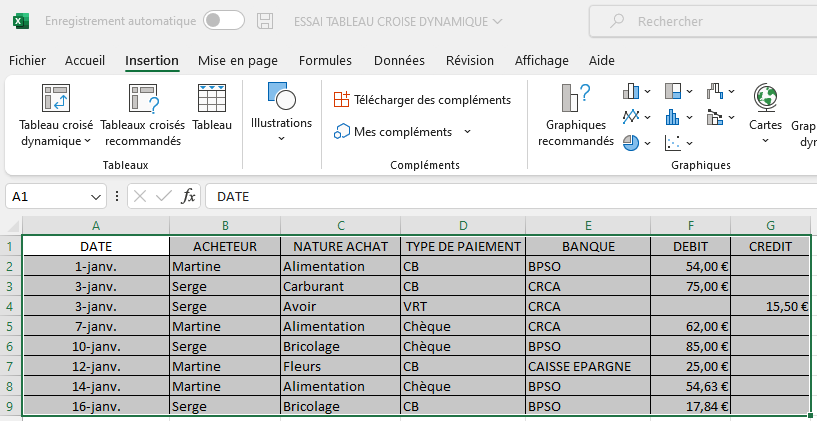 Enregistrement automatique ESSAI TABLEAU CROISE DYNAMIQUE Rechercher
Fichier Accueil Insertion Mise en page Formules Données Révision Affichage Aide
Tableau croisé dynamique
Tableaux croisés recommandés
Tableau
Tableaux
Illustrations
Télécharger des compléments
Mes compléments
Compléments
Graphiques recommandés
Graphiques
Cartes
Grap
dyn
A1 fx DATE
A B C D E F G
1 DATE ACHETEUR NATURE ACHAT TYPE DE PAIEMENT BANQUE DEBIT CREDIT
2 1-janv. Martine Alimentation CB BPSO 54,00 €
3 3-janv. Serge Carburant CB CRCA 75,00 €
4 3-janv. Serge Avoir VRT CRCA 15,50 €
5 7-janv. Martine Alimentation Chèque CRCA 62,00 €
6 10-janv. Serge Bricolage Chèque BPSO 85,00 €
7 12-janv. Martine Fleurs CB CAISSE EPARGNE 25,00 €
8 14-janv. Martine Alimentation Chèque BPSO 54,63 €
9 16-janv. Serge Bricolage CB BPSO 17,84 €